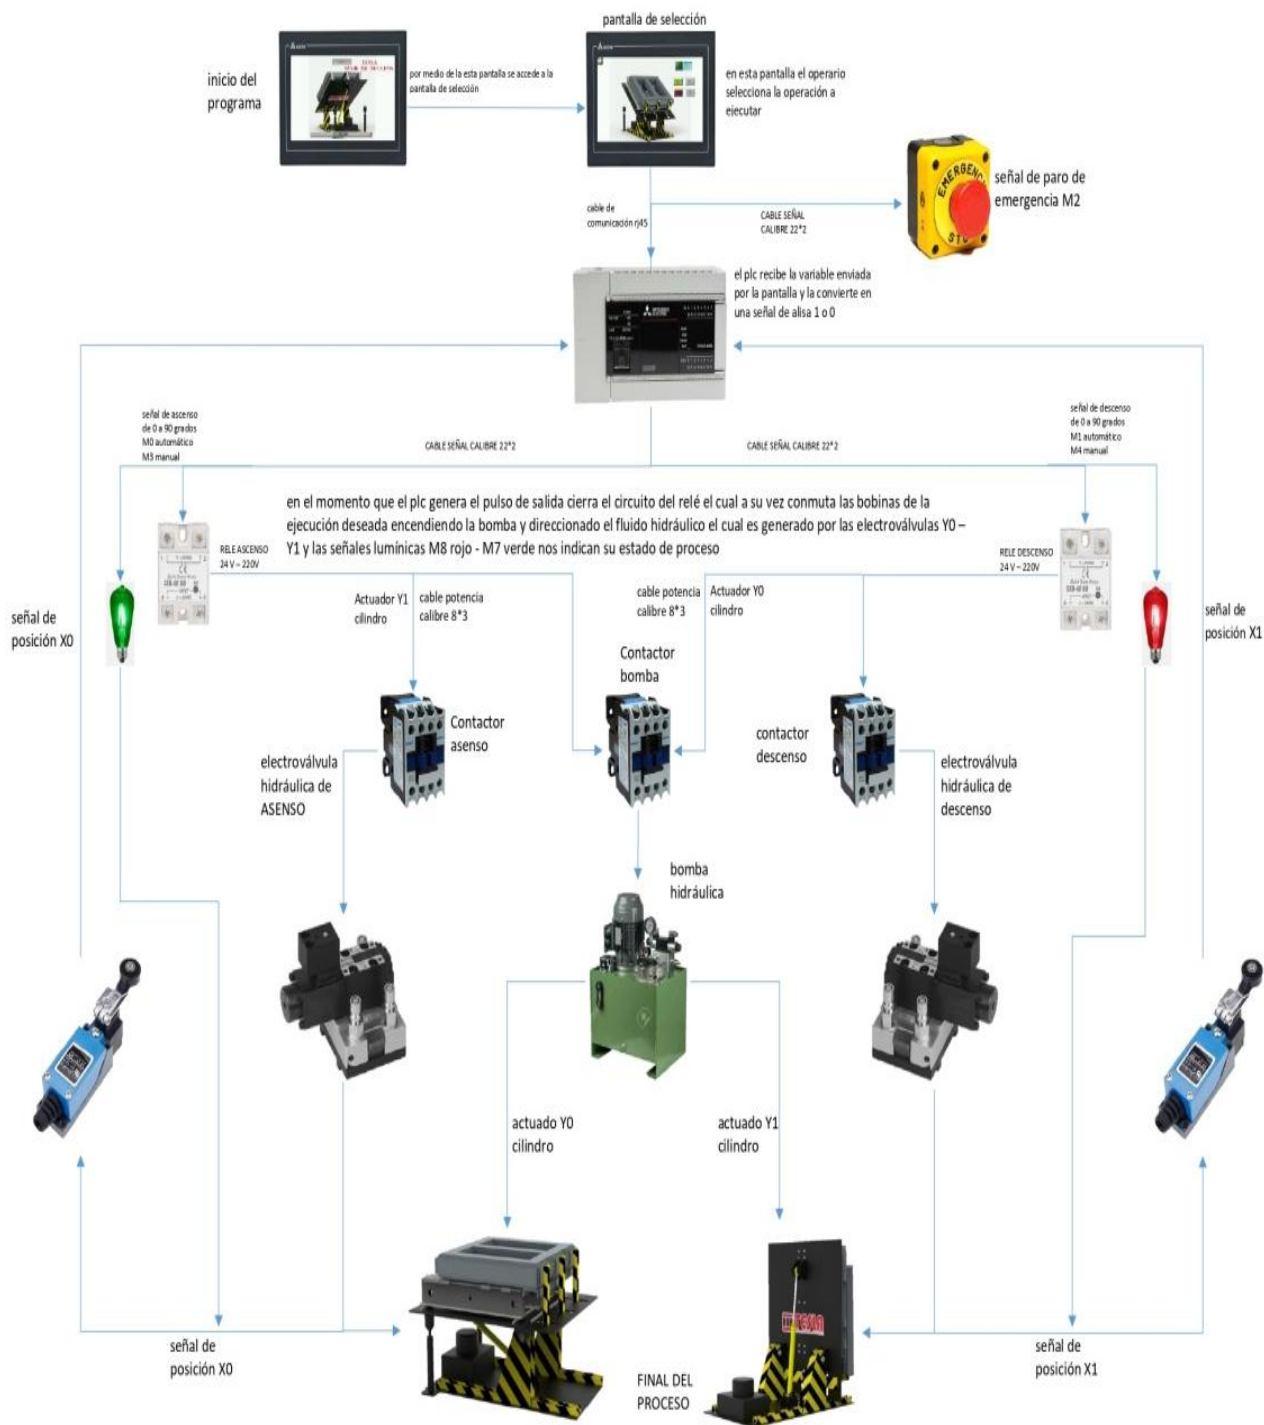 pantalla de selección
inicio del
programa
por medio de la esta pantalla se accede a la
pantalla de selección
en esta pantalla el operario
selecciona la operación a
ejecutar
EMERGENC
STO
señal de paro de
emergencia M2
cable de
comunicación rj45
CABLE SEÑAL
CALIBRE 22*2
el plc recibe la variable enviada
por la pantalla y la convierte en
una señal de alisa 1 o 0
señal de ascenso
de 0 a 90 grados
M0 automático
M3 manual
CABLE SEÑAL CALIBRE 22*2
CABLE SEÑAL CALIBRE 22*2
señal de descenso
de 0 a 90 grados
M1 automático
M4 manual
en el momento que el plc genera el pulso de salida cierra el circuito del relé el cual a su vez conmuta las bobinas de la
ejecución deseada encendiendo la bomba y direccionado el fluido hidráulico el cual es generado por las electroválvulas Y0 –
Y1 y las señales lumínicas M8 rojo - M7 verde nos indican su estado de proceso
RELE ASCENSO
24 V – 220V
RELE DESCENSO
24 V – 220V
señal de
posición X0
Actuador Y1
cilindro
cable potencia
calibre 8*3
cable potencia
calibre 8*3
Actuador Y0
cilindro
señal de
posición X1
Contactor
bomba
Contactor
asenso
contactor
descenso
electroválvula
hidráulica de
ASENSO
electroválvula
hidráulica de
descenso
bomba
hidráulica
actuado Y0
cilindro
actuado Y1
cilindro
señal de
posición X0
FINAL DEL
PROCESO
señal de
posición X1